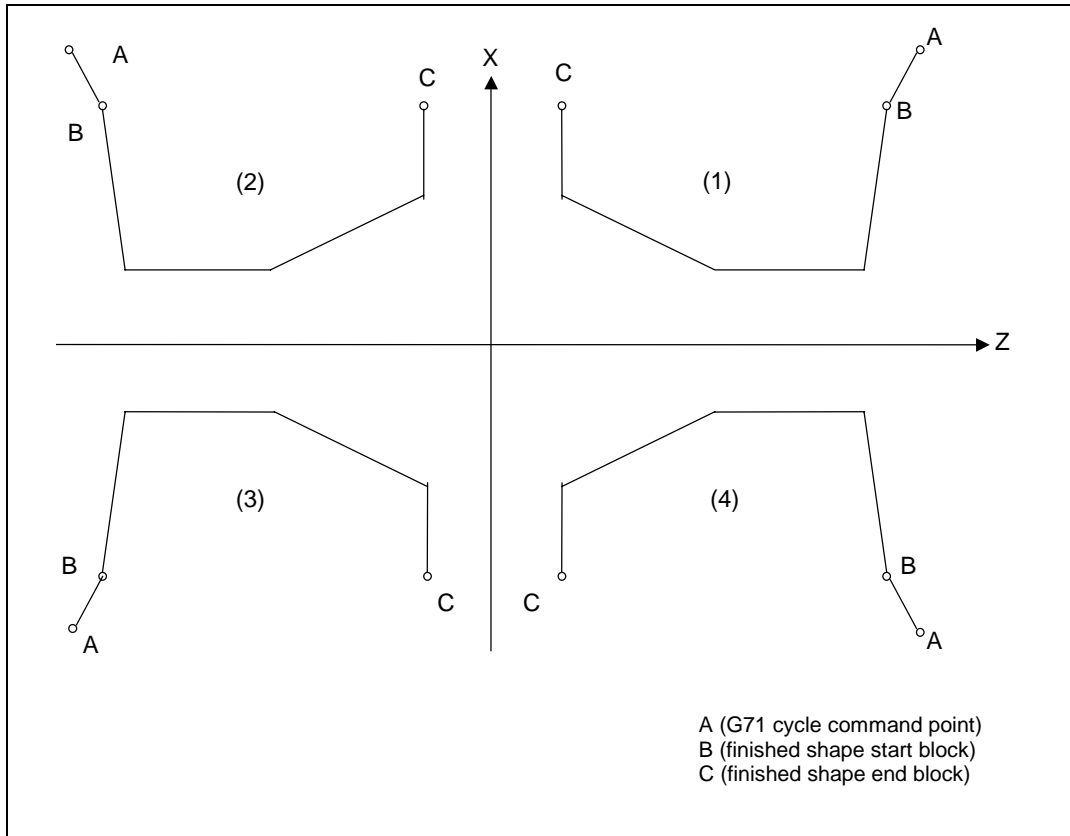 A
A
X
C
C
B
B
(2)
(1)
Z
(3)
(4)
B
B
C
C
A
A
A (G71 cycle command point)
B (finished shape start block)
C (finished shape end block)